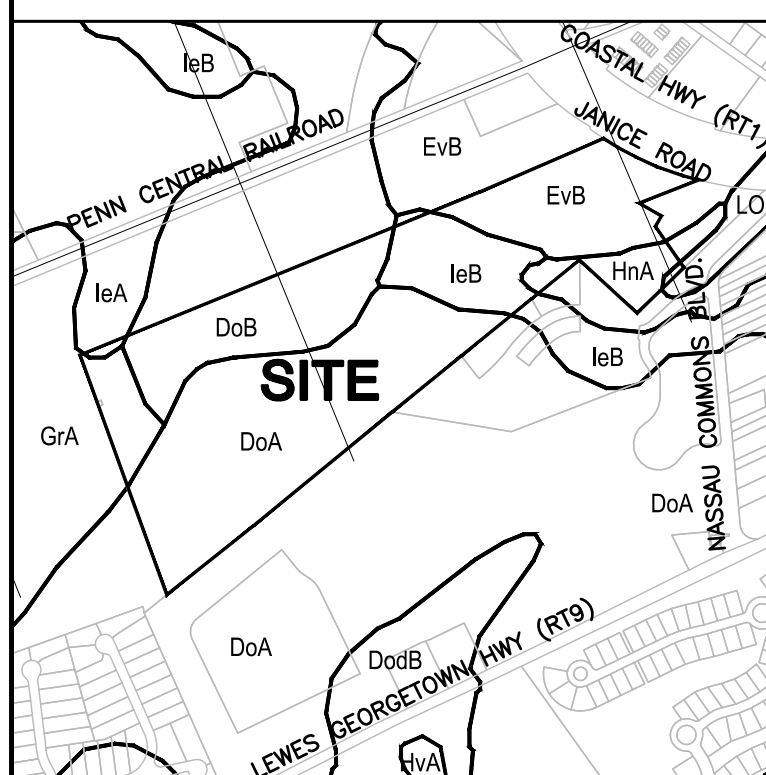 IeB
COASTAL HWY (RT1)
PENN CENTRAL RAILROAD
EvB
JANICE ROAD
EvB
LO
IeA
IeB
HnA
DoB
NASSAU COMMONS BLVD.
IeB
SITE
GrA
DoA
DoA
DoA
DodB
LEWES GEORGETOWN HWY (RT9)
HvA